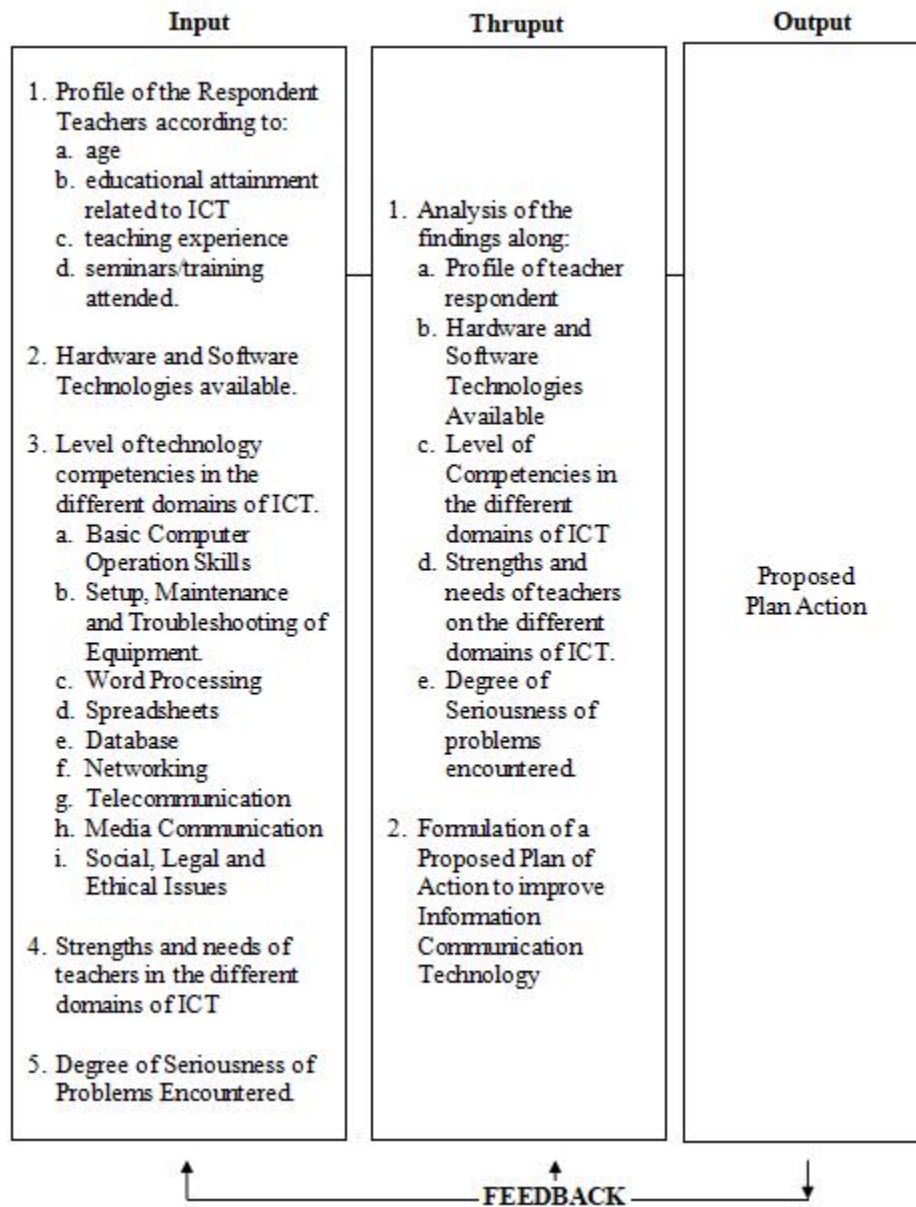 Input
1. Profile of the Respondent
Teachers according to:
a. age
b. educational attainment
related to ICT
c. teaching experience
d. seminars/training
attended.
2. Hardware and Software
Technologies available.
3. Level of technology
competencies in the
different domains of ICT.
a. Basic Computer
Operation Skills
b. Setup, Maintenance
and Troubleshooting of
Equipment.
c. Word Processing
d. Spreadsheets
e. Database
f. Networking
g. Telecommunication
h. Media Communication
i. Social, Legal and
Ethical Issues
4. Strengths and needs of
teachers in the different
domains of ICT
5. Degree of Seriousness of
Problems Encountered.
Thruput
1. Analysis of the
findings along:
a. Profile of teacher
respondent
b. Hardware and
Software
Technologies
Available
c. Level of
Competencies in
the different
domains of ICT
d. Strengths and
needs of teachers
on the different
domains of ICT.
e. Degree of
Seriousness of
problems
encountered.
2. Formulation of a
Proposed Plan of
Action to improve
Information
Communication
Technology
Output
Proposed
Plan Action
FEEDBACK